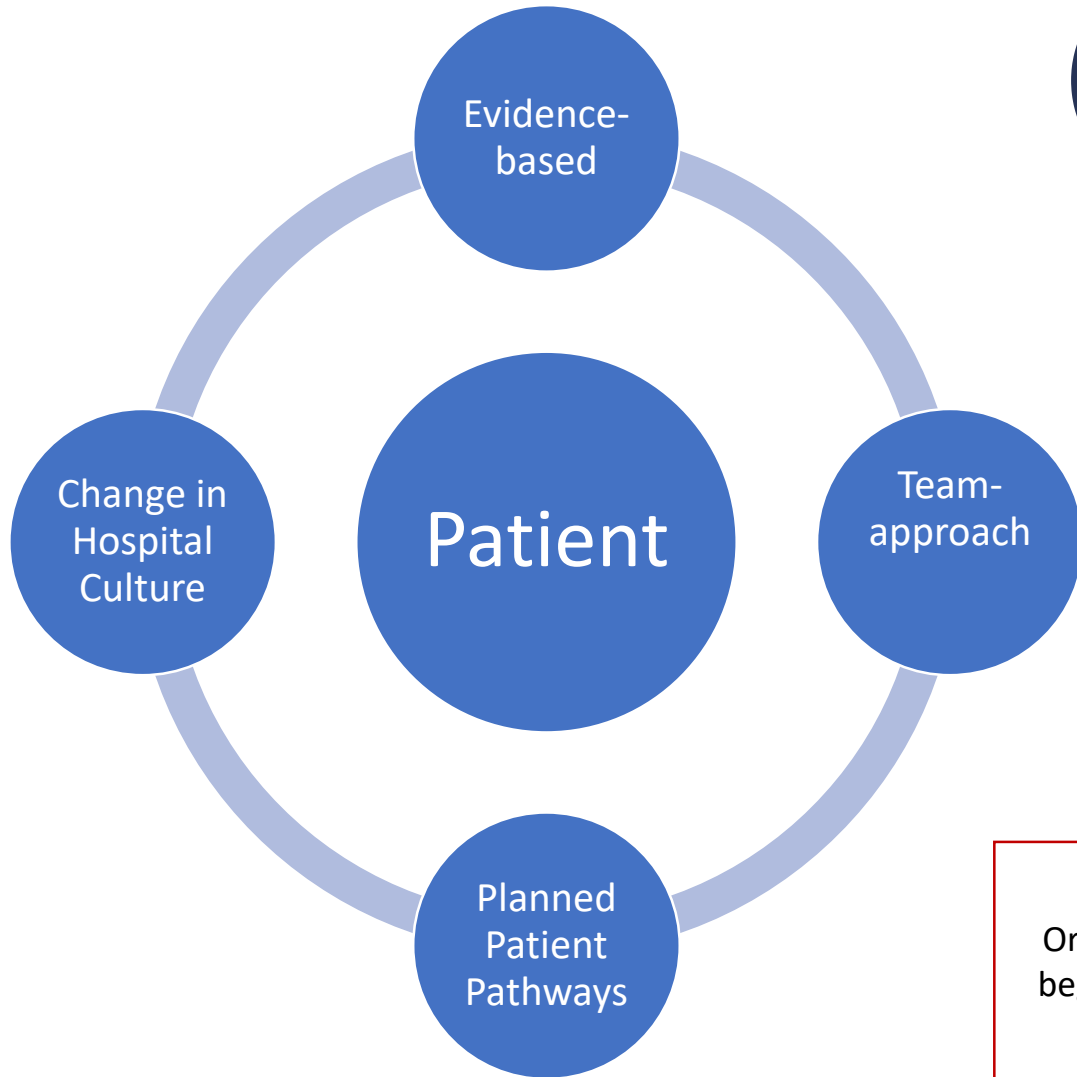 Evidence-
based
Change in
Hospital
Culture
Patient
Team-
approach
Planned
Patient
Pathways